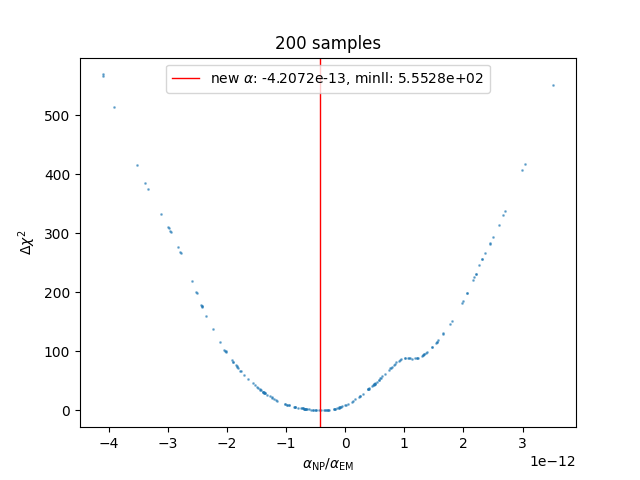 200 samples
new α: -4.2072e-13, minll: 5.5528e+02
500
400
300
200
100
0
Δχ²
−4 −3 −2 −1 0 1 2 3
1e−12
α_NP/α_EM